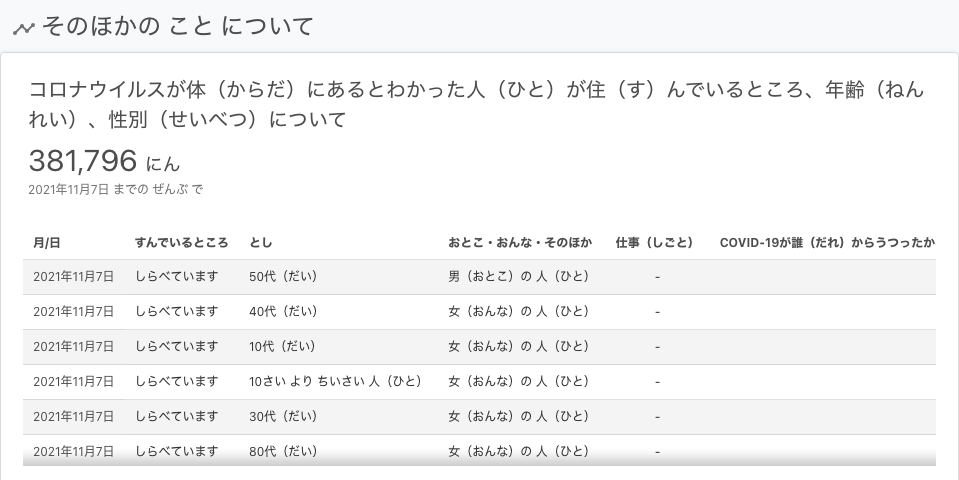 そのほかの こと について
コロナウイルスが体（からだ）にあるとわかった人（ひと）が住（す）んでいるところ、年齢（ねん
れい）、性別（せいべつ）について
381,796 にん
2021年11月7日 までの ぜんぶ で
月/日 すんでいるところ とし おとこ・おんな・そのほか 仕事（しごと） COVID-19が誰（だれ）からうつったか
2021年11月7日 しらべています 50代（だい） 男（おとこ）の 人（ひと） -
2021年11月7日 しらべています 40代（だい） 女（おんな）の 人（ひと） -
2021年11月7日 しらべています 10代（だい） 女（おんな）の 人（ひと） -
2021年11月7日 しらべています 10さい より ちいさい 人（ひと） 女（おんな）の 人（ひと） -
2021年11月7日 しらべています 30代（だい） 女（おんな）の 人（ひと） -
2021年11月7日 しらべています 80代（だい） 女（おんな）の 人（ひと） -